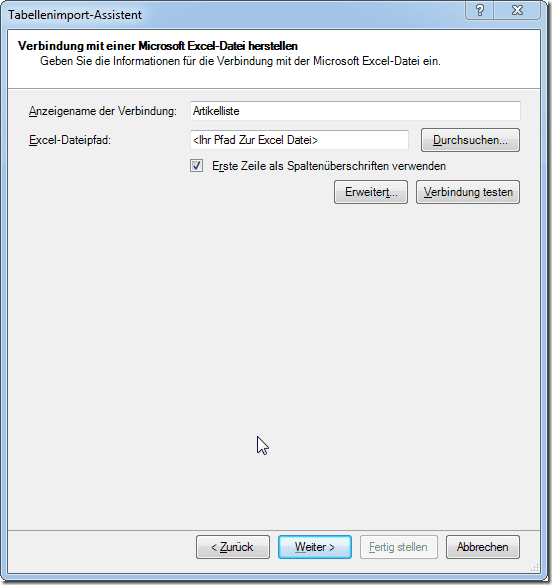 Tabellenimport-Assistent
Verbindung mit einer Microsoft Excel-Datei herstellen
Geben Sie die Informationen für die Verbindung mit der Microsoft Excel-Datei ein.
Anzeigename der Verbindung: Artikelliste
Excel-Dateipfad: <Ihr Pfad Zur Excel Datei> Durchsuchen...
Erste Zeile als Spaltenüberschriften verwenden
Erweitert... Verbindung testen
< Zurück Weiter > Fertig stellen Abbrechen